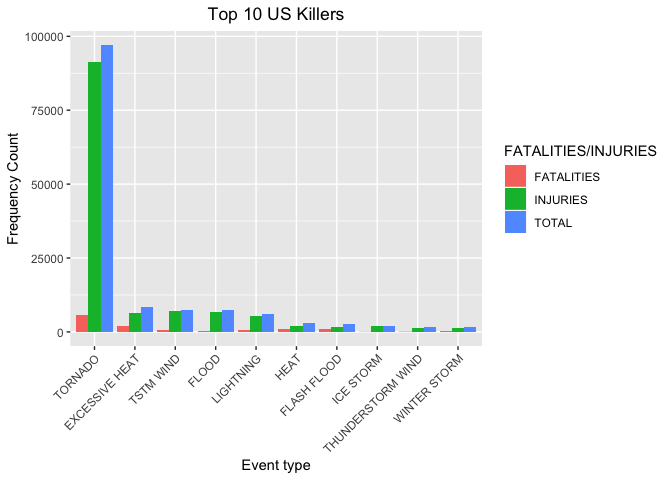 Top 10 US Killers
100000
75000
50000
25000
0
Frequency Count
TORNADO
EXCESSIVE HEAT
TSTM WIND
FLOOD
LIGHTNING
HEAT
FLASH FLOOD
ICE STORM
THUNDERSTORM WIND
WINTER STORM
Event type
FATALITIES/INJURIES
FATALITIES
INJURIES
TOTAL